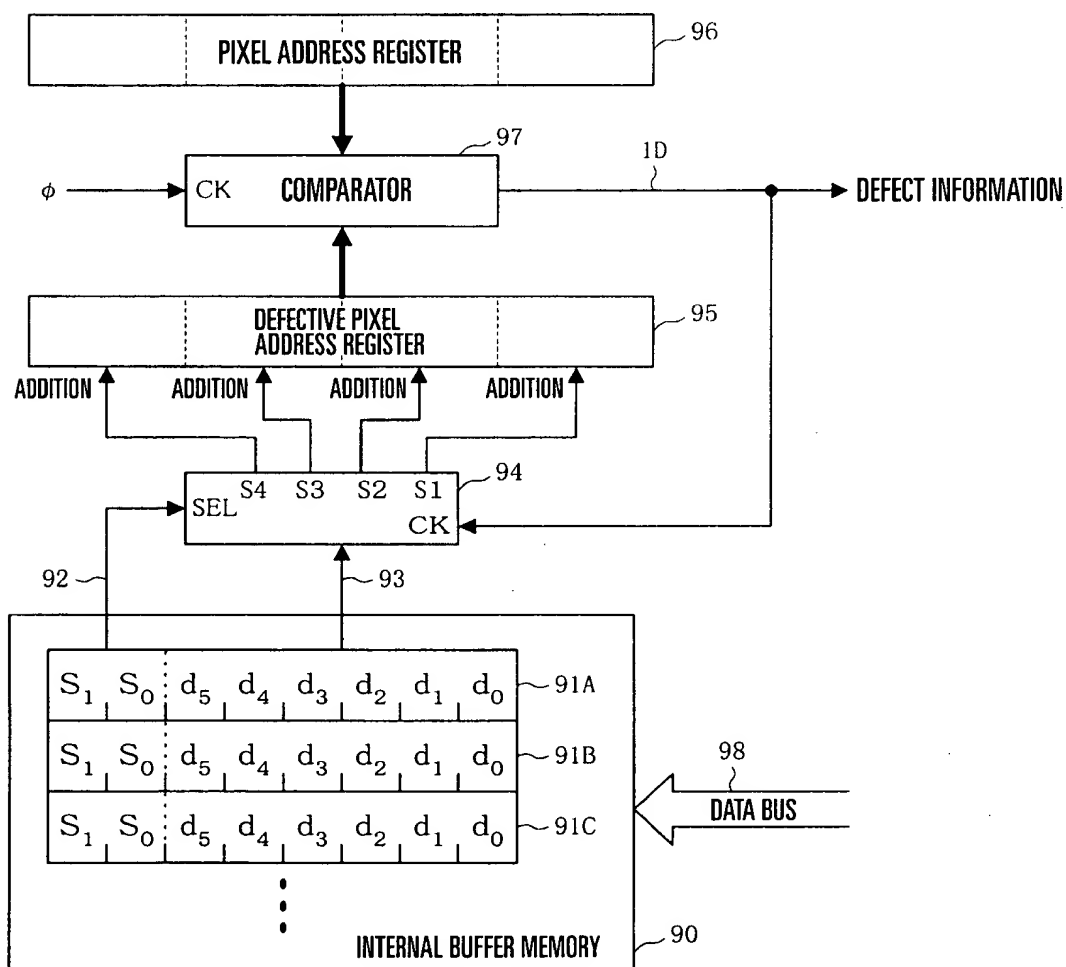 PIXEL ADDRESS REGISTER
96
97
1D
φ
CK
COMPARATOR
DEFECT INFORMATION
DEFECTIVE PIXEL
ADDRESS REGISTER
95
ADDITION
ADDITION
ADDITION
ADDITION
S4 S3 S2 S1
94
SEL
CK
92
93
S1 S0 d5 d4 d3 d2 d1 d0
91A
S1 S0 d5 d4 d3 d2 d1 d0
91B
S1 S0 d5 d4 d3 d2 d1 d0
91C
98
DATA BUS
INTERNAL BUFFER MEMORY
90